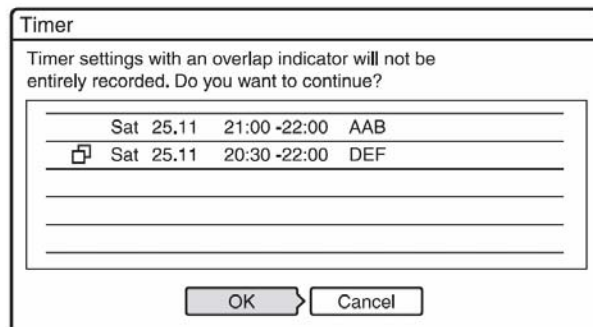 Timer
Timer settings with an overlap indicator will not be
entirely recorded. Do you want to continue?
Sat 25.11 21:00 -22:00 AAB
Sat 25.11 20:30 -22:00 DEF
OK Cancel